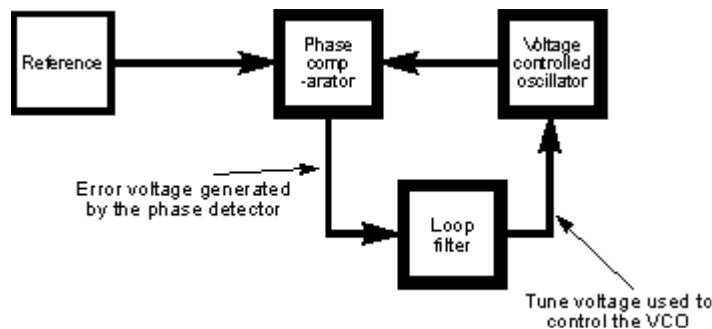 Reference
Phase
comp
-arator
Voltage
controlled
oscillator
Error voltage generated
by the phase detector
Loop
filter
Tune voltage used to
control the VCO